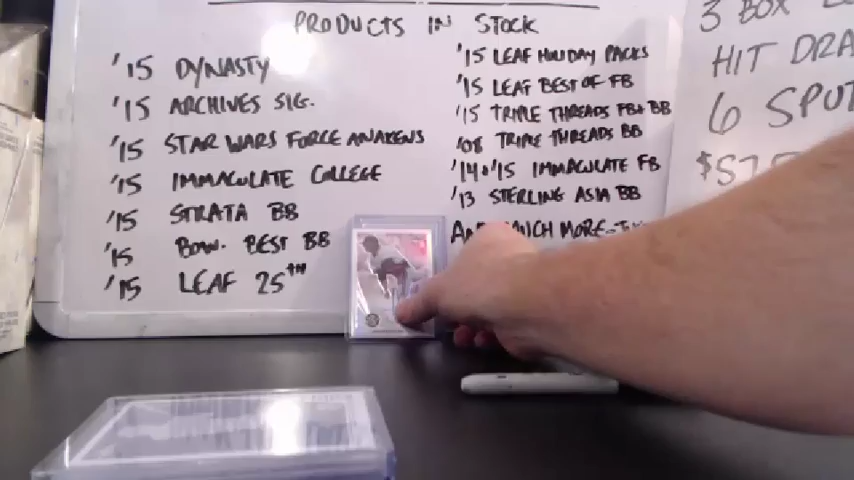 PRODUCTS IN STOCK
'15 DYNASTY
'15 ARCHIVES SIG.
'15 STAR WARS FORCE AWAKENS
'15 IMMACULATE COLLEGE
'15 STRATA BB
'15 BOW. BEST BB
'15 LEAF 25TH
'15 LEAF HOLIDAY PACKS
'15 LEAF BEST OF FB
'15 TRIPLE THREADS FB & BB
'08 TRIPLE THREADS BB
'14 & '15 IMMACULATE FB
'13 STERLING ASIA BB
MUCH MORE
3 BOX
HIT
6